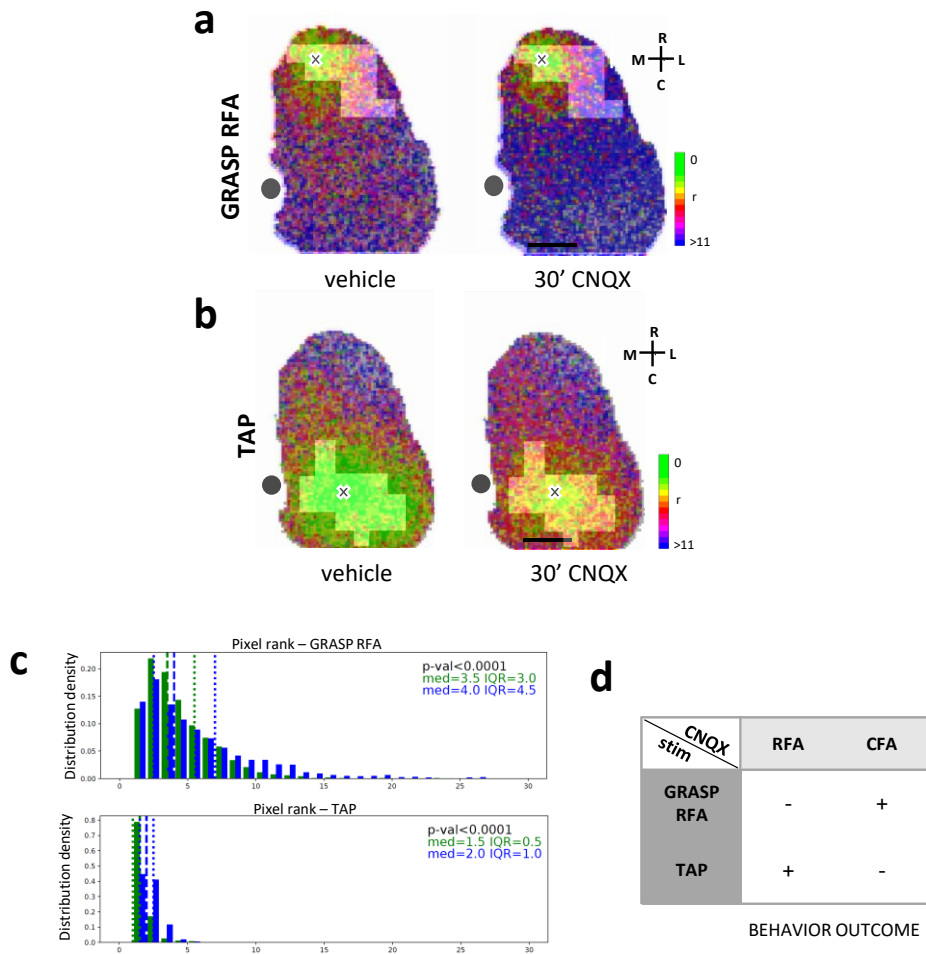 a
GRASP RFA
R
M L
C
0
r
>11
vehicle 30' CNQX
b
TAP
R
M L
C
0
r
>11
vehicle 30' CNQX
c
Pixel rank – GRASP RFA
Distribution density
0.20
0.15
0.10
0.05
0.00
p-val<0.0001
med=3.5 IQR=3.0
med=4.0 IQR=4.5
0 5 10 15 20 25 30
Pixel rank – TAP
Distribution density
0.8
0.7
0.6
0.5
0.4
0.3
0.2
0.1
0.0
p-val<0.0001
med=1.5 IQR=0.5
med=2.0 IQR=1.0
0 5 10 15 20 25 30
d
CNQX
stim
RFA CFA
GRASP
RFA
- +
TAP + -
BEHAVIOR OUTCOME